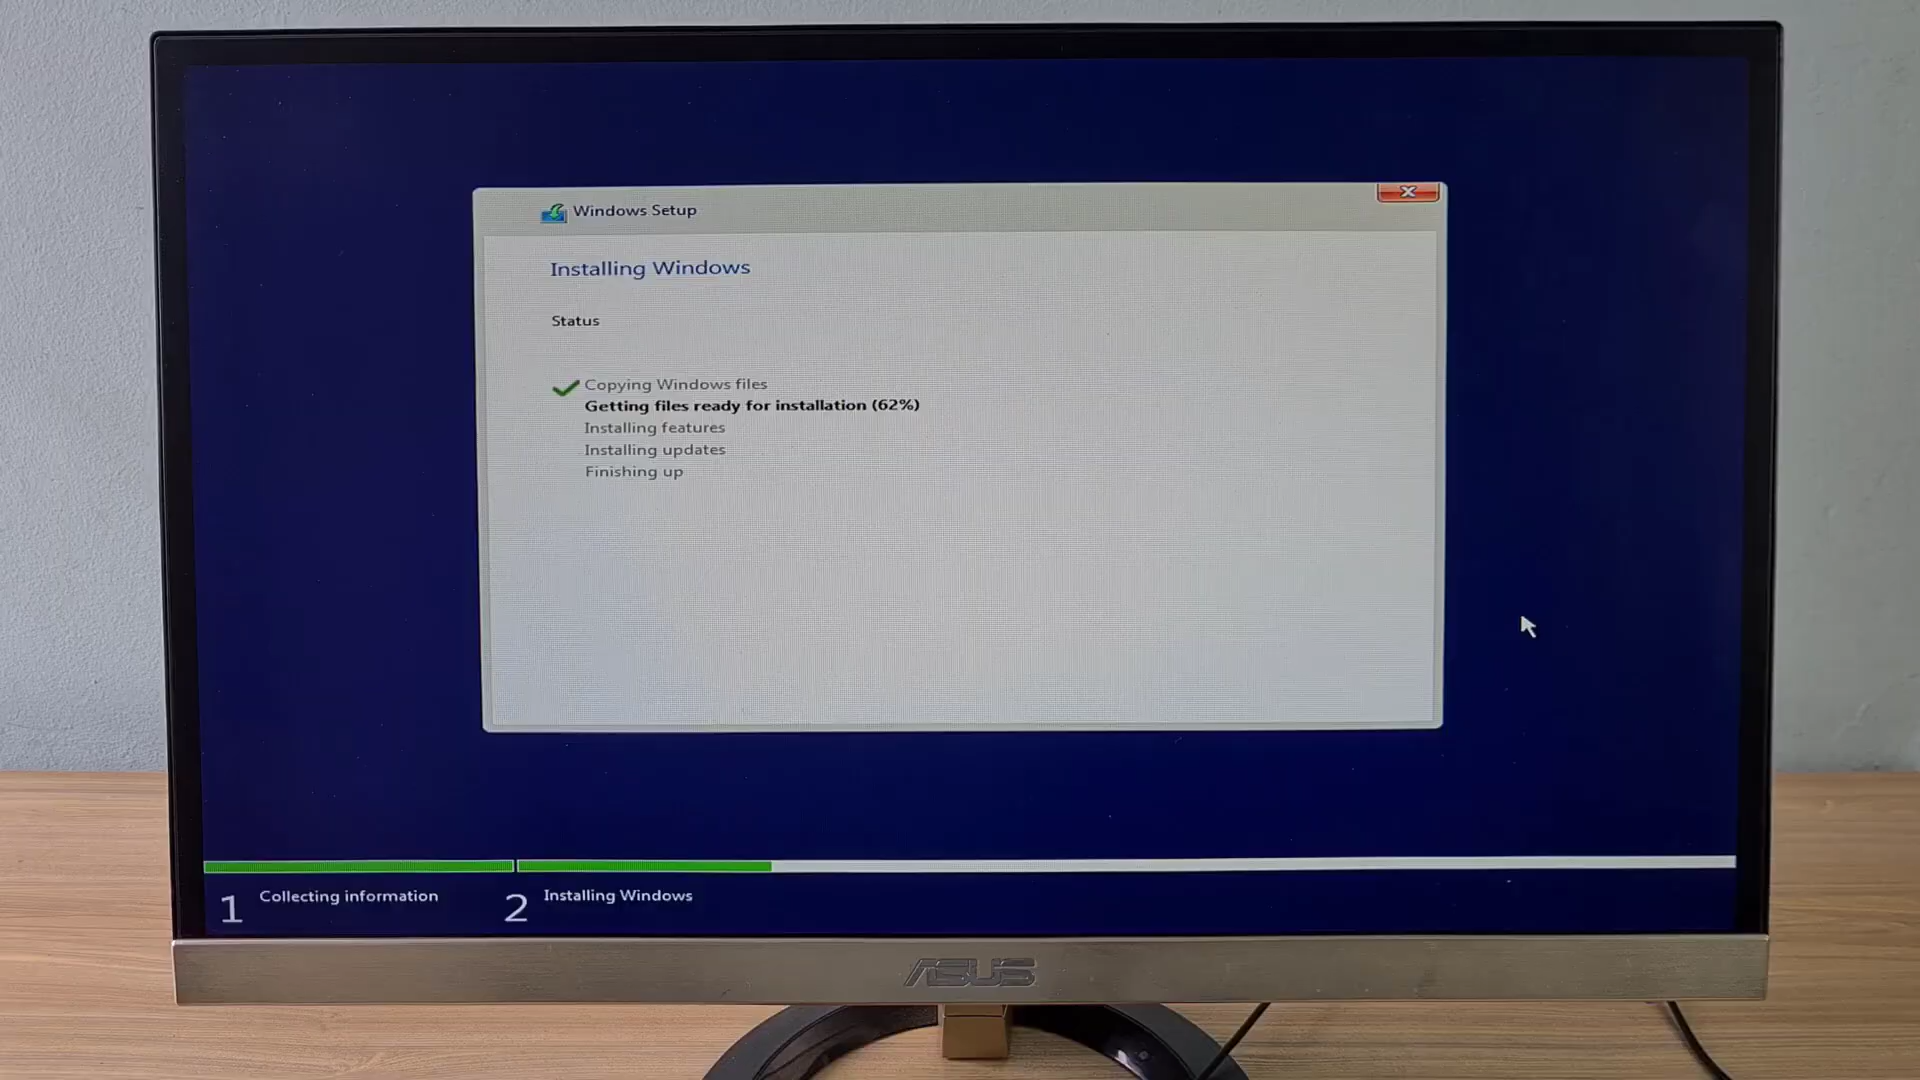 Windows Setup
Installing Windows
Status
Copying Windows files
Getting files ready for installation (62%)
Installing features
Installing updates
Finishing up
1 Collecting information
2 Installing Windows
ASUS